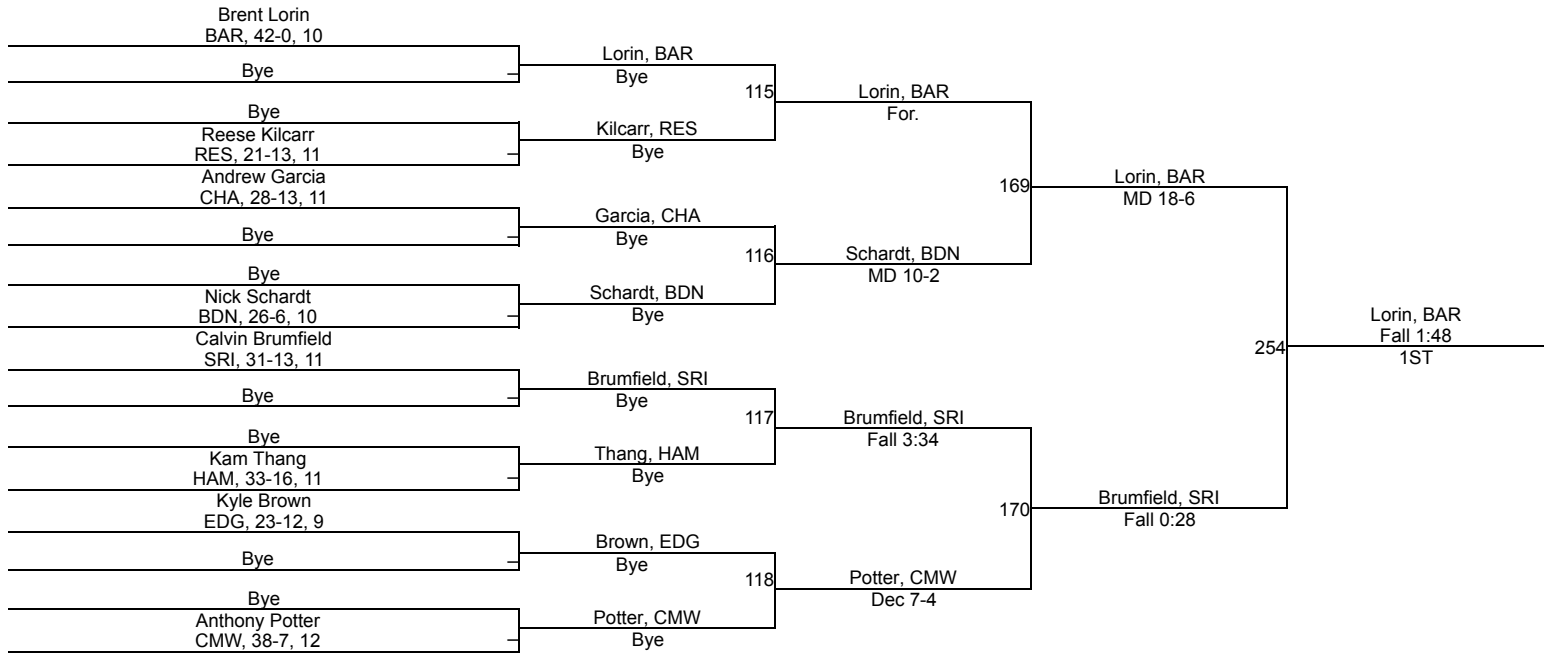 Brent Lorin
BAR, 42-0, 10
Bye
Bye
Reese Kilcarr
RES, 21-13, 11
Andrew Garcia
CHA, 28-13, 11
Bye
Bye
Nick Schardt
BDN, 26-6, 10
Calvin Brumfield
SRI, 31-13, 11
Bye
Bye
Kam Thang
HAM, 33-16, 11
Kyle Brown
EDG, 23-12, 9
Bye
Bye
Anthony Potter
CMW, 38-7, 12
Lorin, BAR
Bye
115
Kilcarr, RES
Bye
Garcia, CHA
Bye
116
Schardt, BDN
Bye
Brumfield, SRI
Bye
117
Thang, HAM
Bye
Brown, EDG
Bye
118
Potter, CMW
Bye
Lorin, BAR
For.
169
Schardt, BDN
MD 10-2
Brumfield, SRI
Fall 3:34
170
Potter, CMW
Dec 7-4
Lorin, BAR
MD 18-6
254
Brumfield, SRI
Fall 0:28
Lorin, BAR
Fall 1:48
1ST